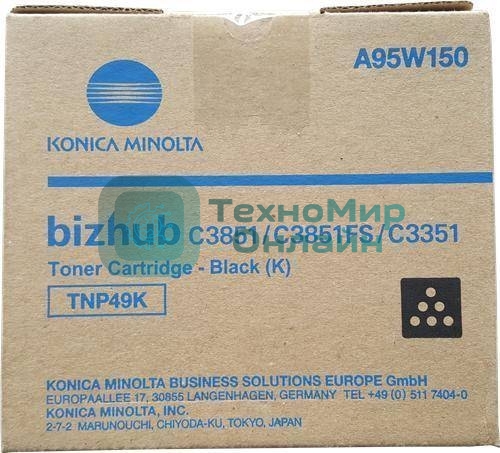 A95W150
KONICA MINOLTA
bizhub C3851/C3851FS/C3351
ТехноМир
Онлайн
Toner Cartridge - Black (K)
TNP49K
KONICA MINOLTA BUSINESS SOLUTIONS EUROPE GmbH
EUROPAALLEE 17, 30855 LANGENHAGEN, GERMANY TEL +49 (0) 511 7404-0
KONICA MINOLTA, INC.
2-7-2 MARUNOUCHI, CHIYODA-KU, TOKYO, JAPAN